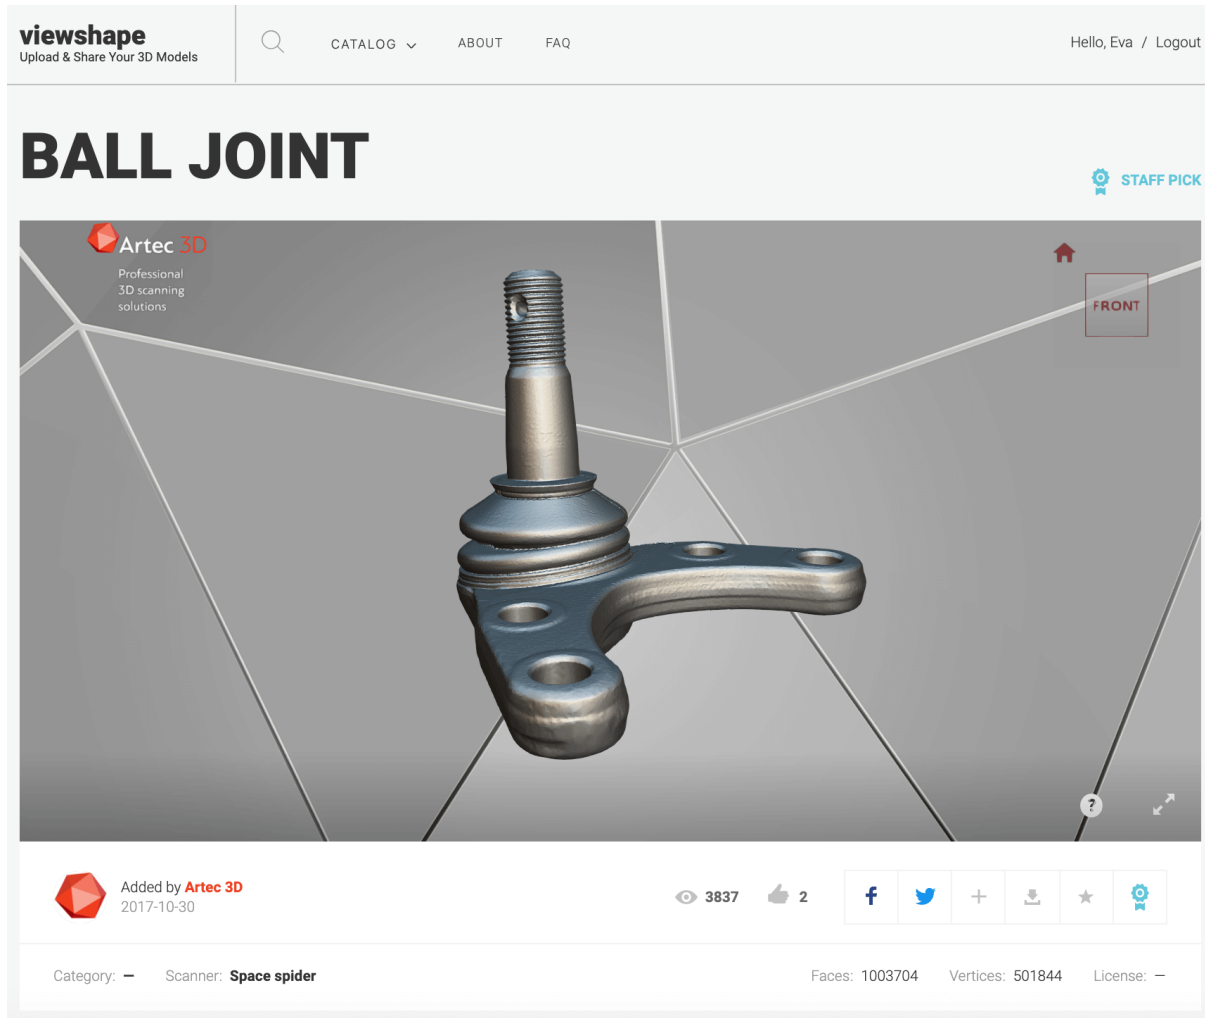 viewshape
Upload & Share Your 3D Models
CATALOG
ABOUT
FAQ
Hello, Eva / Logout
BALL JOINT
STAFF PICK
Artec 3D
Professional
3D scanning
solutions
FRONT
?
Added by Artec 3D
2017-10-30
3837
2
Category: –
Scanner: Space spider
Faces: 1003704
Vertices: 501844
License: –